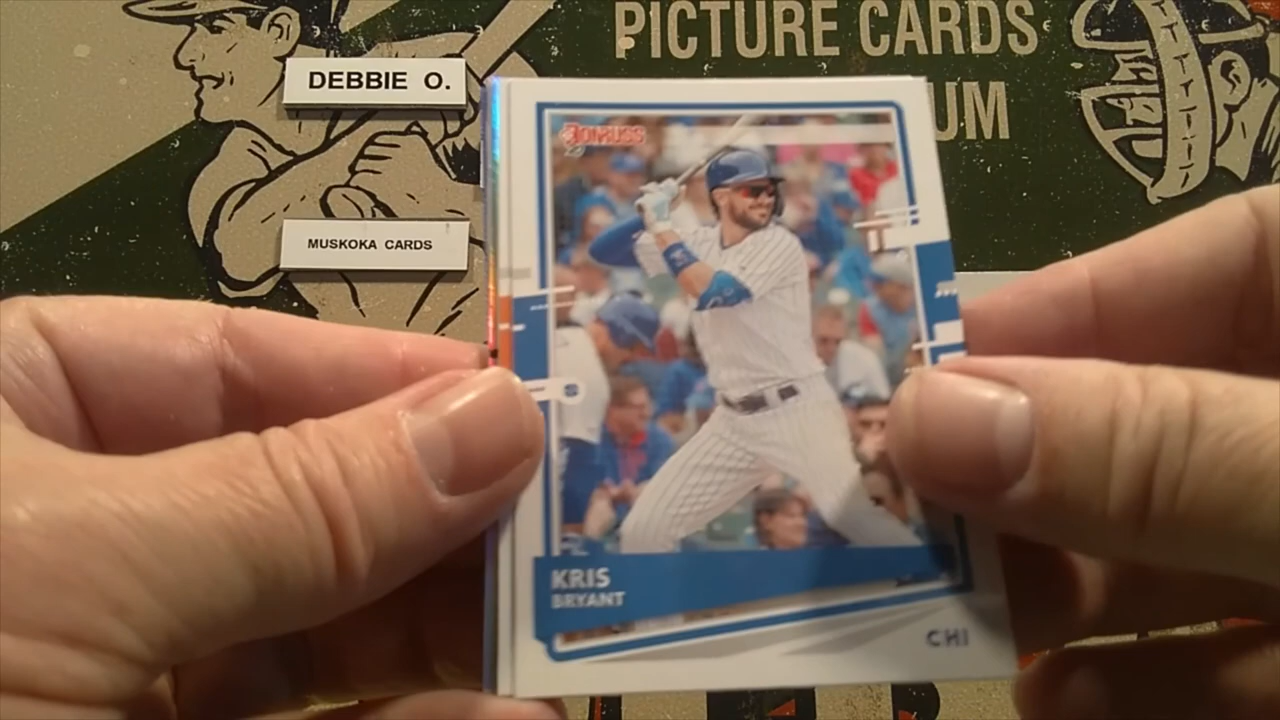 PICTURE CARDS
DEBBIE O.
UM
MUSKOKA CARDS
DONRUSS
KRIS
BRYANT
CHI